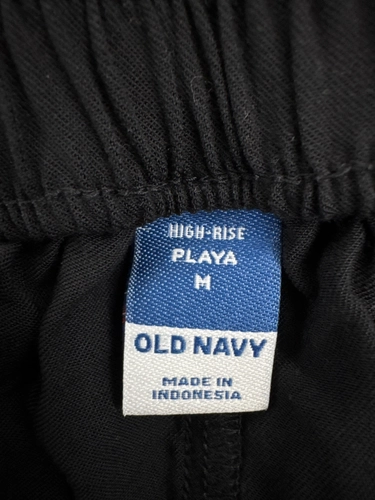 HIGH-RISE
PLAYA
M
OLD NAVY
MADE IN
INDONESIA